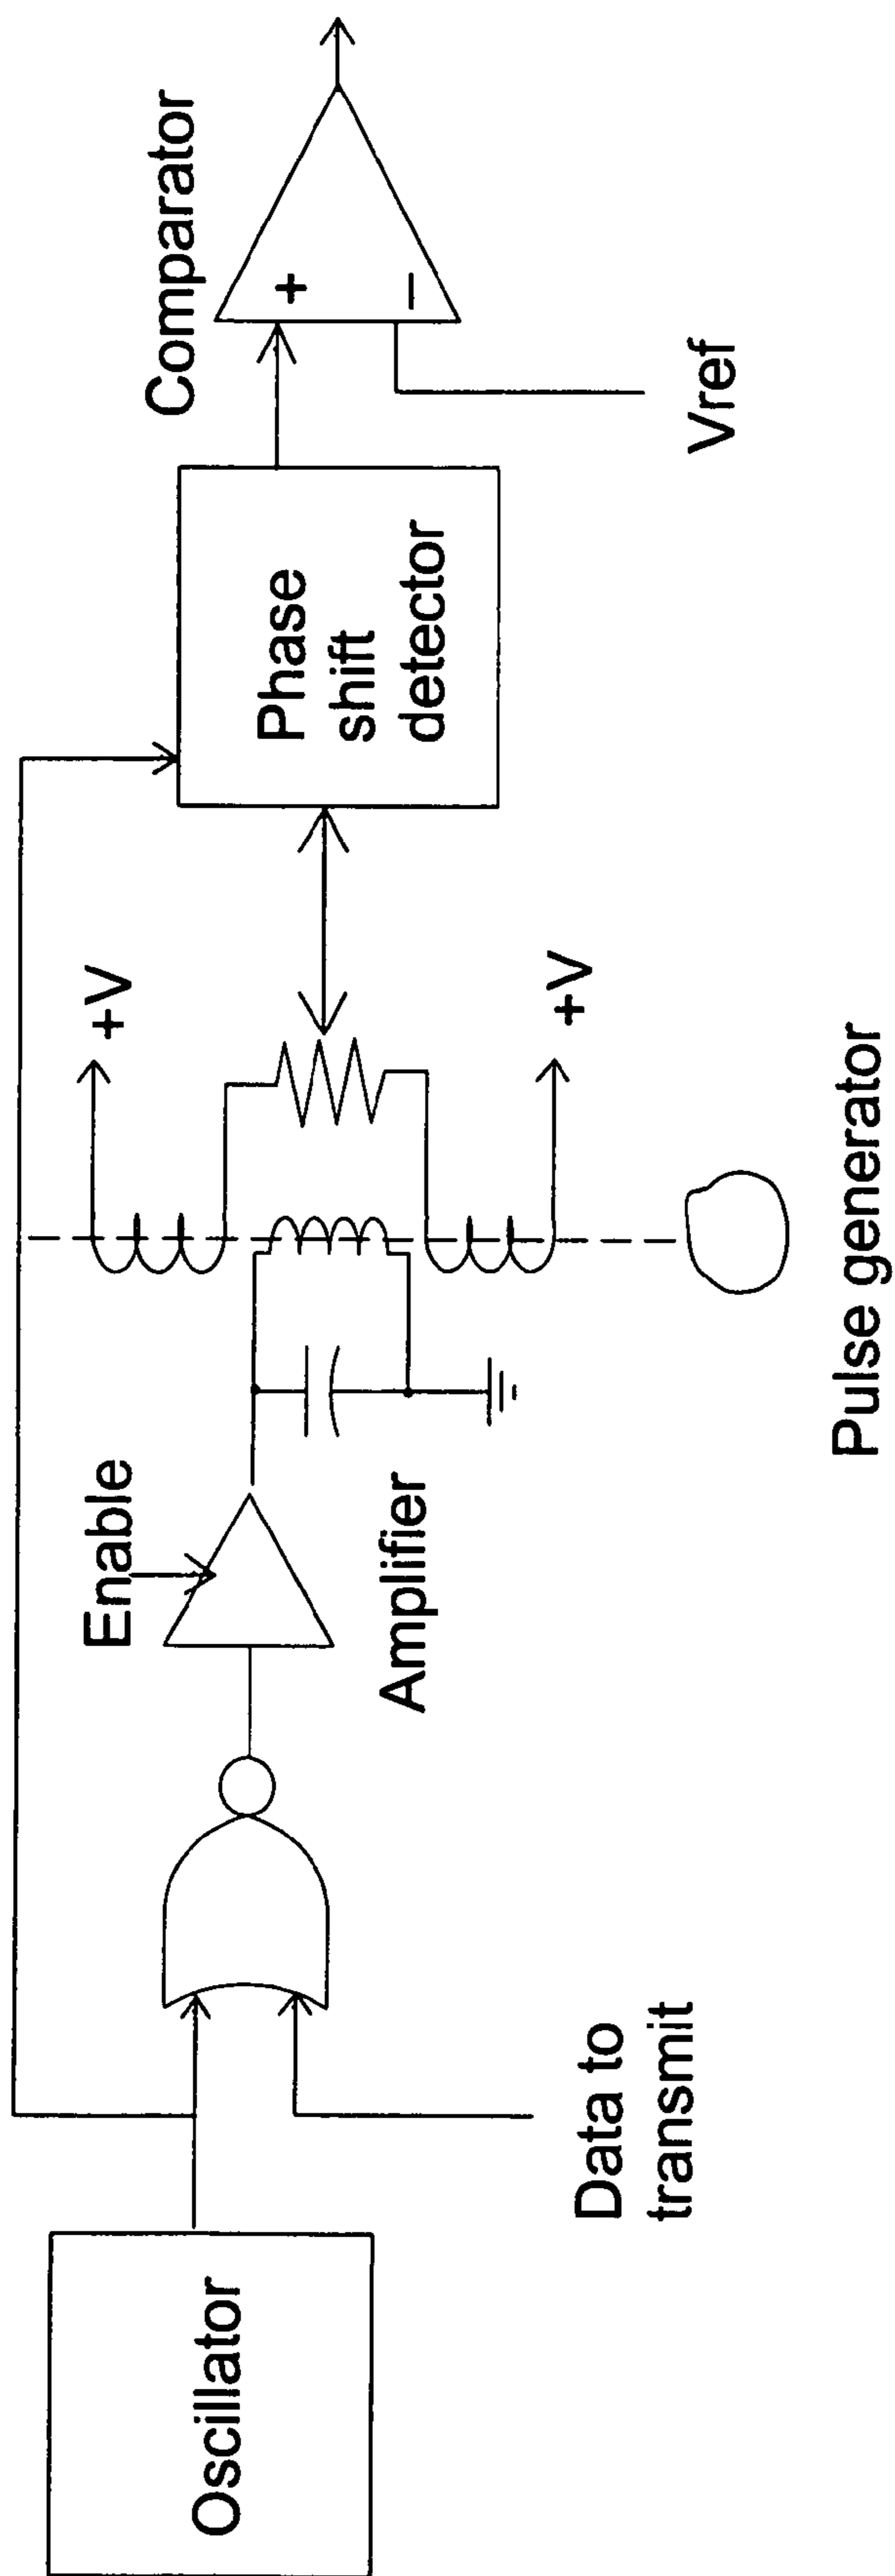 Oscillator
Data to
transmit
Enable
Amplifier
+V
+V
Pulse generator
Phase
shift
detector
Comparator
+
−
Vref